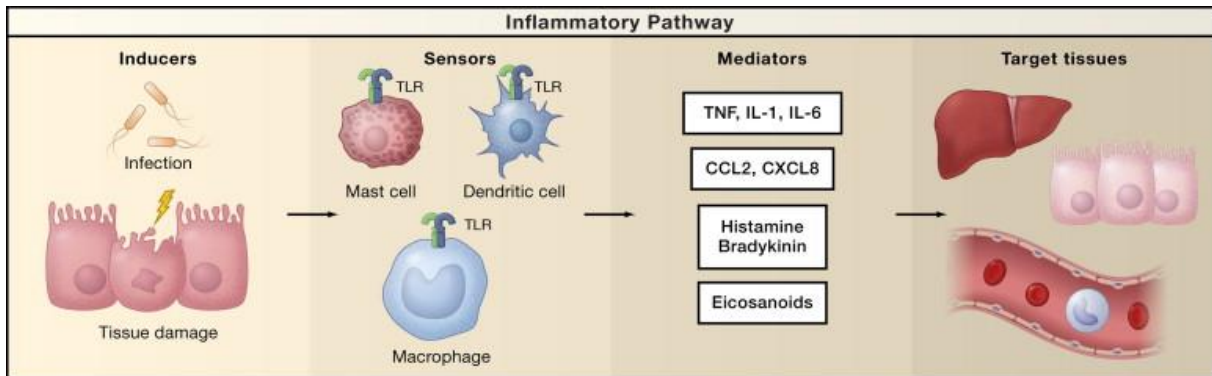 Inflammatory Pathway
Inducers
Infection
Tissue damage
Sensors
TLR
TLR
Mast cell
Dendritic cell
TLR
Macrophage
Mediators
TNF, IL-1, IL-6
CCL2, CXCL8
Histamine
Bradykinin
Eicosanoids
Target tissues